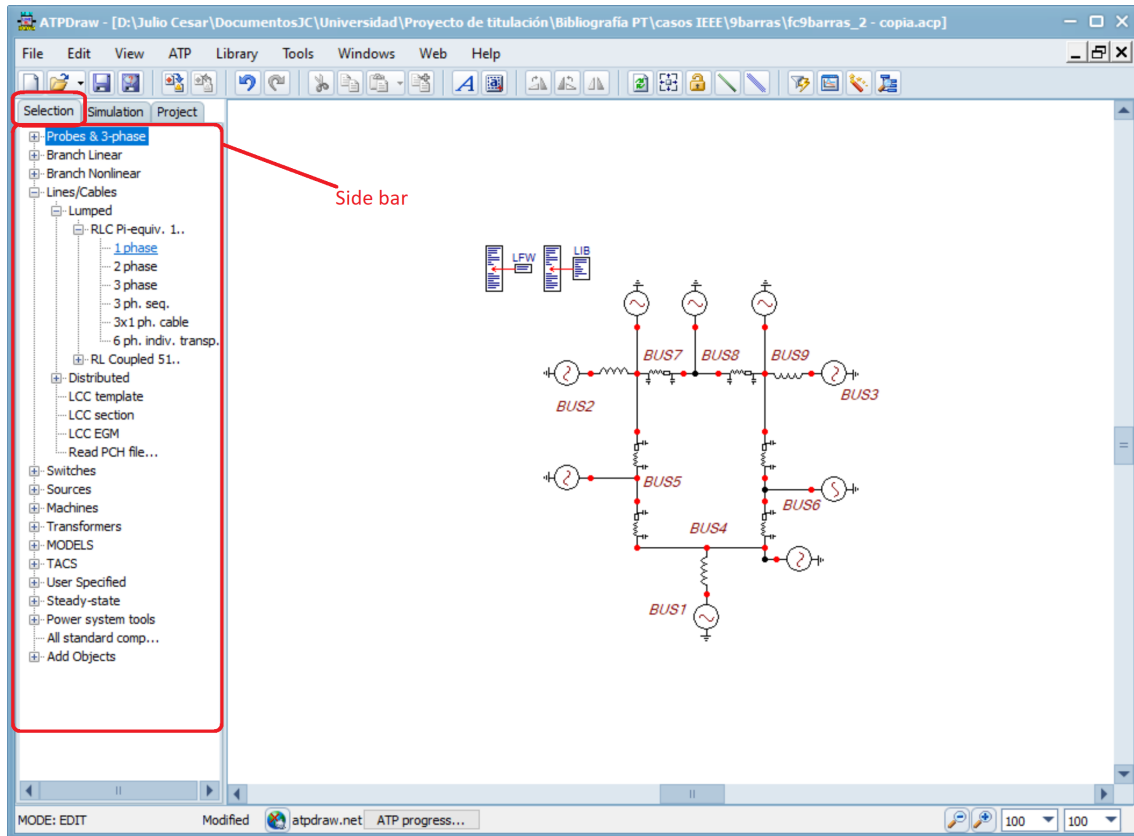 ATPDraw - [D:\Julio Cesar\DocumentosJC\Universidad\Proyecto de titulación\Bibliografía PT\casos IEEE\9barras\fc9barras_2 - copia.acp]
File Edit View ATP Library Tools Windows Web Help
Selection Simulation Project
Probes & 3-phase
Branch Linear
Branch Nonlinear
Lines/Cables
Lumped
RLC Pi-equiv. 1..
1 phase
2 phase
3 phase
3 ph. seq.
3x1 ph. cable
6 ph. indiv. transp.
RL Coupled 51..
Distributed
LCC template
LCC section
LCC EGM
Read PCH file...
Switches
Sources
Machines
Transformers
MODELS
TACS
User Specified
Steady-state
Power system tools
All standard comp...
Add Objects
Side bar
LFW
LIB
BUS7 BUS8 BUS9
BUS2
BUS3
BUS5
BUS6
BUS4
BUS1
MODE: EDIT Modified atpdraw.net ATP progress... 100 100